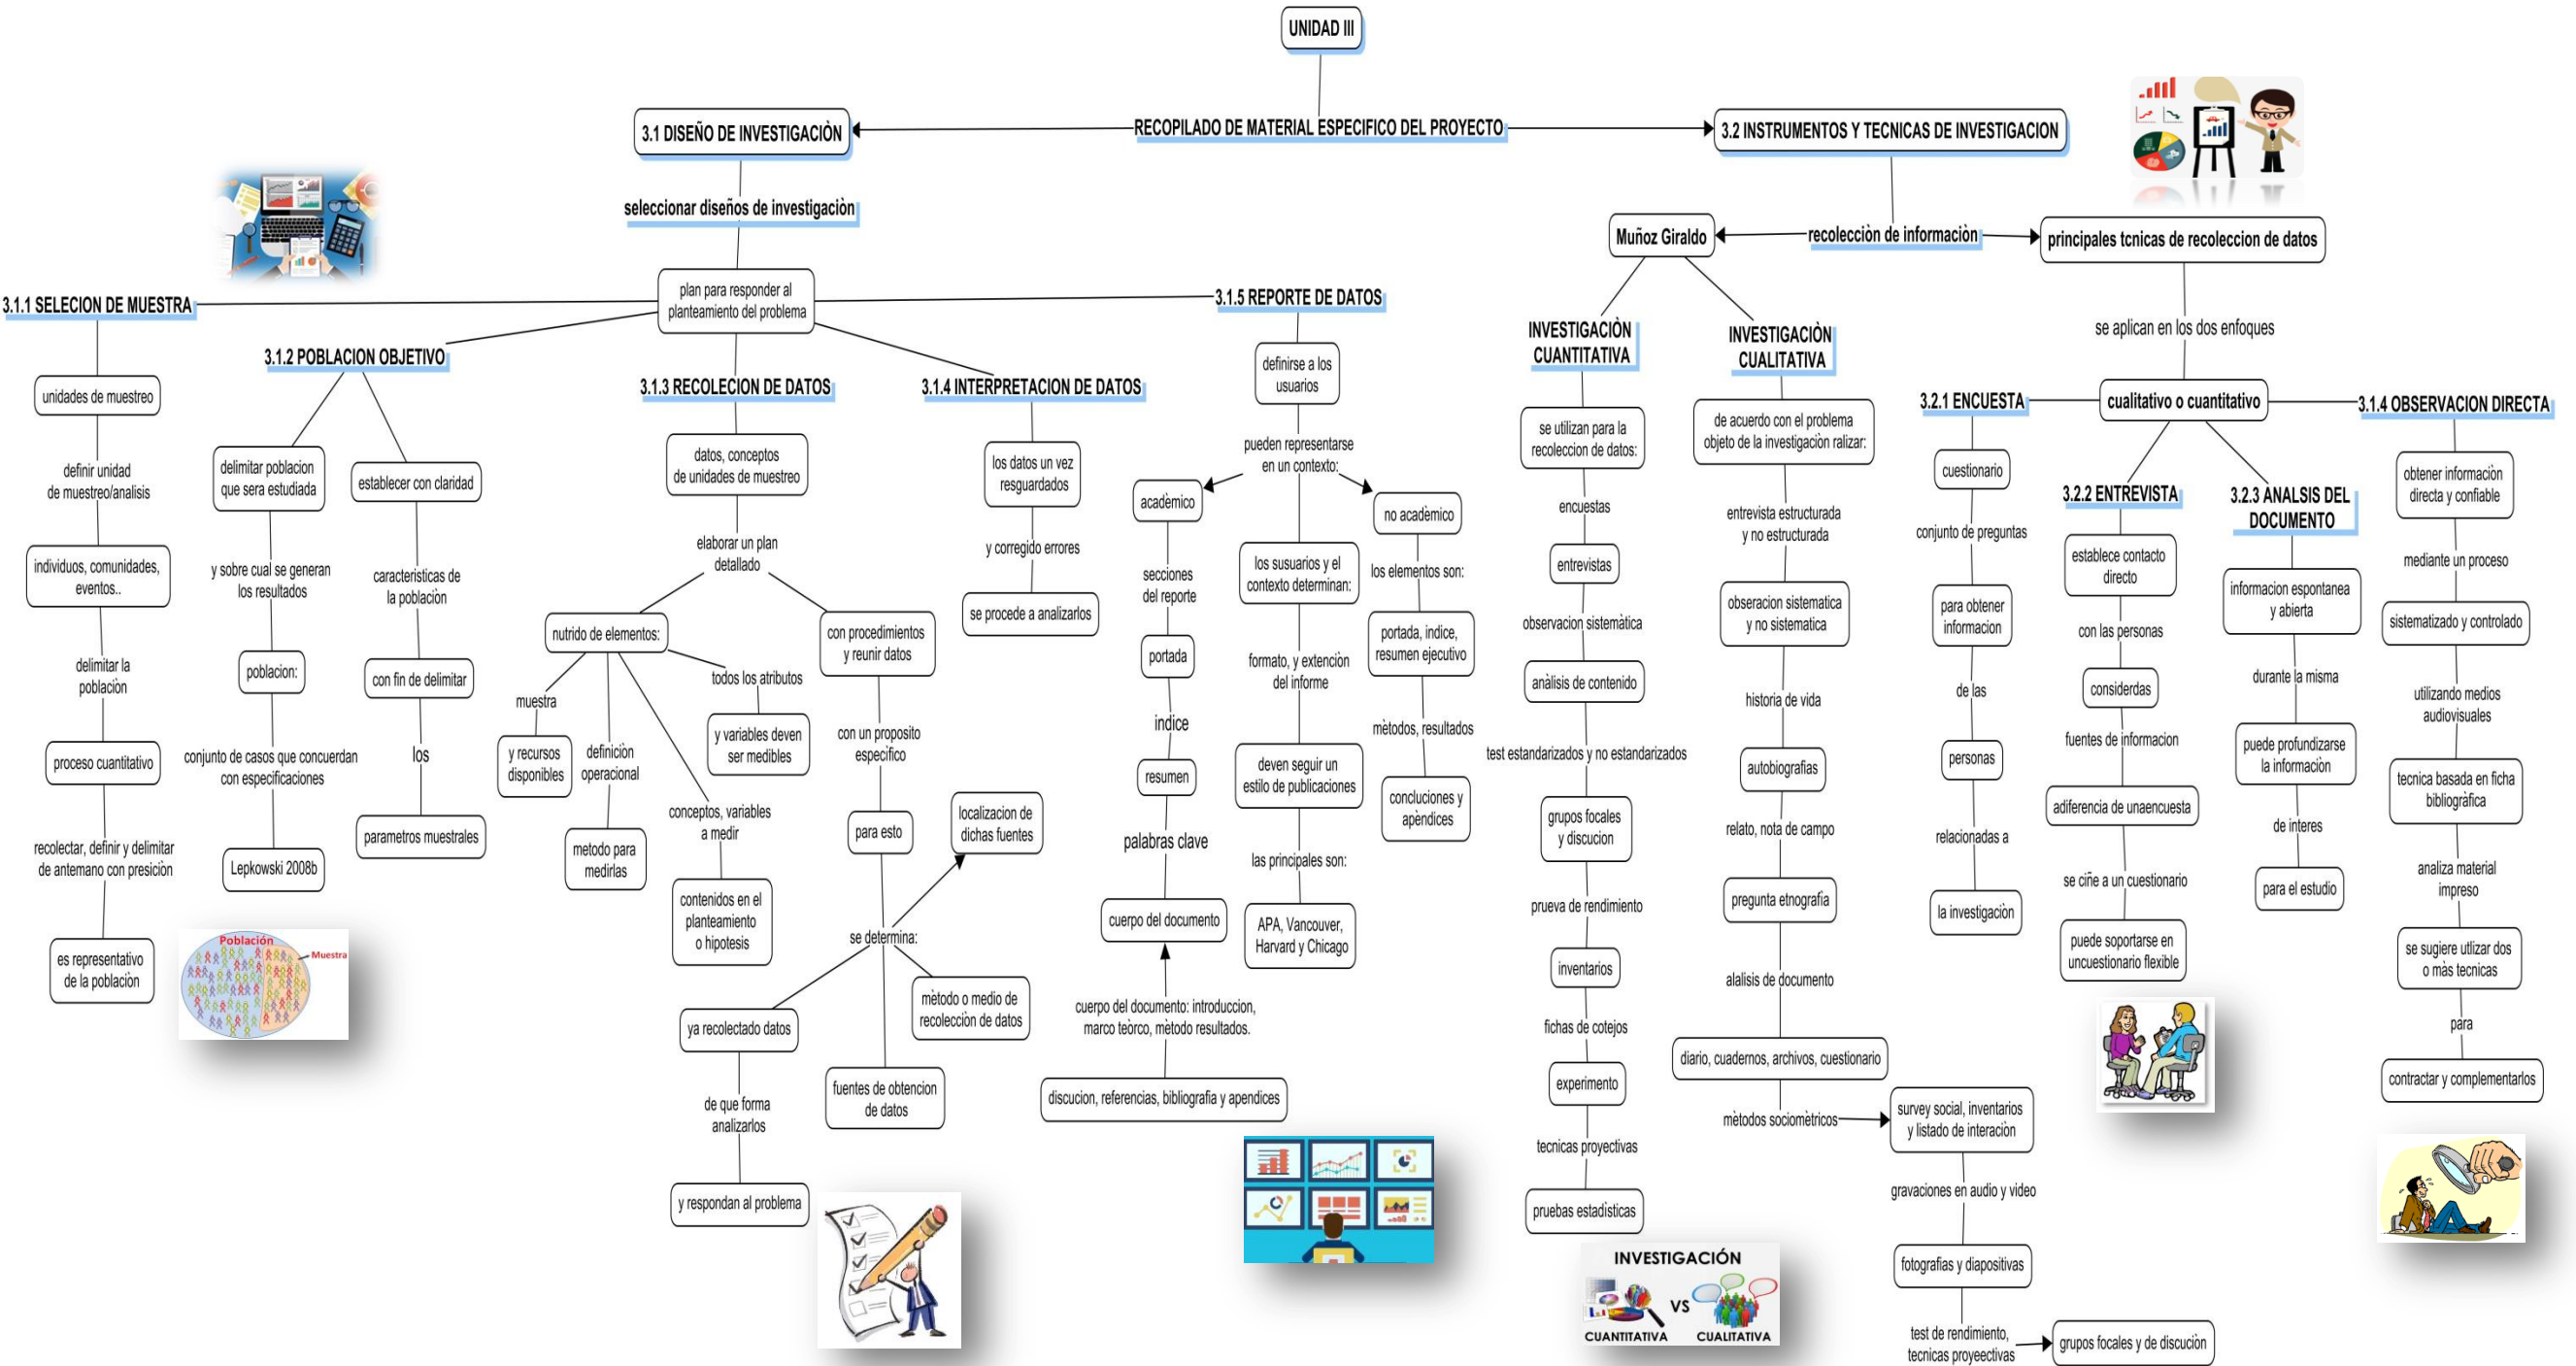 UNIDAD III
RECOPILADO DE MATERIAL ESPECIFICO DEL PROYECTO
3.1 DISEÑO DE INVESTIGACIÒN
seleccionar diseños de investigaciòn
plan para responder al
planteamiento del problema
3.1.1 SELECION DE MUESTRA
unidades de muestreo
definir unidad
de muestreo/analisis
individuos, comunidades,
eventos..
delimitar la
poblaciòn
proceso cuantitativo
recolectar, definir y delimitar
de antemano con presiciòn
es representativo
de la poblaciòn
3.1.2 POBLACION OBJETIVO
delimitar poblacion
que sera estudiada
y sobre cual se generan
los resultados
poblacion:
conjunto de casos que concuerdan
con especificaciones
Lepkowski 2008b
establecer con claridad
caracteristicas de
la poblaciòn
con fin de delimitar
los
parametros muestrales
Población
Muestra
3.1.3 RECOLECION DE DATOS
datos, conceptos
de unidades de muestreo
elaborar un plan
detallado
nutrido de elementos:
muestra
y recursos
disponibles
definiciòn
operacional
metodo para
medirlas
conceptos, variables
a medir
contenidos en el
planteamiento
o hipotesis
todos los atributos
y variables deven
ser medibles
con procedimientos
y reunir datos
con un proposito
especifico
para esto
se determina:
localizacion de
dichas fuentes
mètodo o medio de
recolecciòn de datos
fuentes de obtencion
de datos
ya recolectado datos
de que forma
analizarlos
y respondan al problema
3.1.4 INTERPRETACION DE DATOS
los datos un vez
resguardados
y corregido errores
se procede a analizarlos
3.1.5 REPORTE DE DATOS
definirse a los
usuarios
pueden representarse
en un contexto:
acadèmico
secciones
del reporte
portada
indice
resumen
palabras clave
cuerpo del documento
cuerpo del documento: introduccion,
marco teòrco, mètodo resultados.
discucion, referencias, bibliografia y apendices
los susuarios y el
contexto determinan:
formato, y extenciòn
del informe
deven seguir un
estilo de publicaciones
las principales son:
APA, Vancouver,
Harvard y Chicago
no acadèmico
los elementos son:
portada, indice,
resumen ejecutivo
mètodos, resultados
concluciones y
apèndices
3.2 INSTRUMENTOS Y TECNICAS DE INVESTIGACION
recolecciòn de informaciòn
Muñoz Giraldo
INVESTIGACIÒN
CUANTITATIVA
se utilizan para la
recoleccion de datos:
encuestas
entrevistas
observacion sistemàtica
anàlisis de contenido
test estandarizados y no estandarizados
grupos focales
y discucion
prueva de rendimiento
inventarios
fichas de cotejos
experimento
tecnicas proyectivas
pruebas estadìsticas
INVESTIGACIÒN
CUALITATIVA
de acuerdo con el problema
objeto de la investigaciòn ralizar:
entrevista estructurada
y no estructurada
obseracion sistematica
y no sistematica
historia de vida
autobiografias
relato, nota de campo
pregunta etnografia
alalisis de documento
diario, cuadernos, archivos, cuestionario
mètodos sociomètricos
survey social, inventarios
y listado de interaciòn
gravaciones en audio y video
fotografias y diapositivas
test de rendimiento,
tecnicas proyeectivas
grupos focales y de discuciòn
INVESTIGACIÓN
VS
CUANTITATIVA
CUALITATIVA
principales tcnicas de recoleccion de datos
se aplican en los dos enfoques
cualitativo o cuantitativo
3.2.1 ENCUESTA
cuestionario
conjunto de preguntas
para obtener
informacion
de las
personas
relacionadas a
la investigaciòn
3.2.2 ENTREVISTA
establece contacto
directo
con las personas
considerdas
fuentes de informacion
adiferencia de unaencuesta
se ciñe a un cuestionario
puede soportarse en
uncuestionario flexible
3.2.3 ANALSIS DEL
DOCUMENTO
informacion espontanea
y abierta
durante la misma
puede profundizarse
la informaciòn
de interes
para el estudio
3.1.4 OBSERVACION DIRECTA
obtener informaciòn
directa y confiable
mediante un proceso
sistematizado y controlado
utilizando medios
audiovisuales
tecnica basada en ficha
bibliogràfica
analiza material
impreso
se sugiere utlizar dos
o màs tecnicas
para
contractar y complementarlos